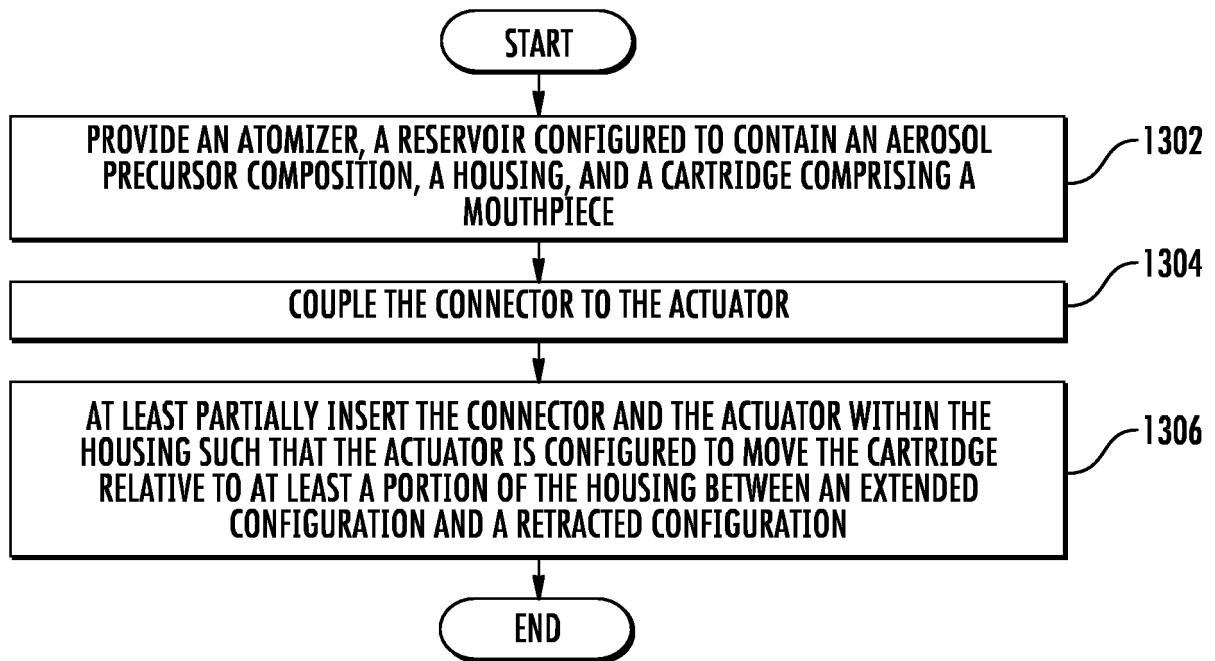 START
PROVIDE AN ATOMIZER, A RESERVOIR CONFIGURED TO CONTAIN AN AEROSOL
PRECURSOR COMPOSITION, A HOUSING, AND A CARTRIDGE COMPRISING A
MOUTHPIECE
1302
COUPLE THE CONNECTOR TO THE ACTUATOR
1304
AT LEAST PARTIALLY INSERT THE CONNECTOR AND THE ACTUATOR WITHIN THE
HOUSING SUCH THAT THE ACTUATOR IS CONFIGURED TO MOVE THE CARTRIDGE
RELATIVE TO AT LEAST A PORTION OF THE HOUSING BETWEEN AN EXTENDED
CONFIGURATION AND A RETRACTED CONFIGURATION
1306
END